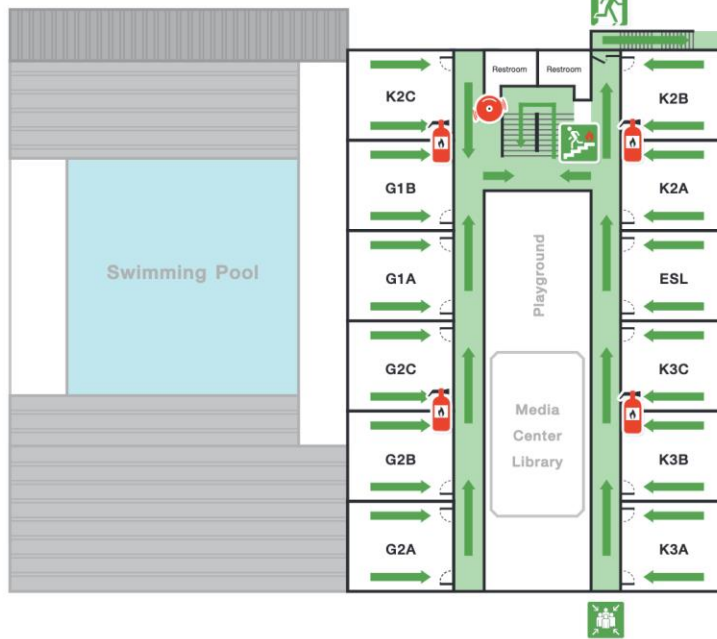 Restroom
Restroom
K2C
K2B
G1B
K2A
Swimming Pool
G1A
Playground
ESL
G2C
K3C
Media
Center
Library
G2B
K3B
G2A
K3A